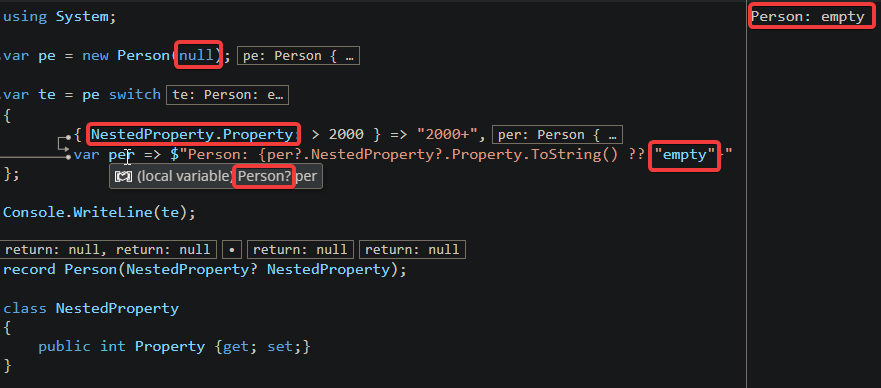 using System;
Person: empty
var pe = new Person(null); pe: Person { …
var te = pe switch te: Person: e…
{
{ NestedProperty.Property: > 2000 } => "2000+", per: Person { …
var per => $"Person: {per?.NestedProperty?.Property.ToString() ?? "empty"}"
(local variable) Person? per
};
Console.WriteLine(te);
return: null, return: null • return: null return: null
record Person(NestedProperty? NestedProperty);
class NestedProperty
{
public int Property {get; set;}
}